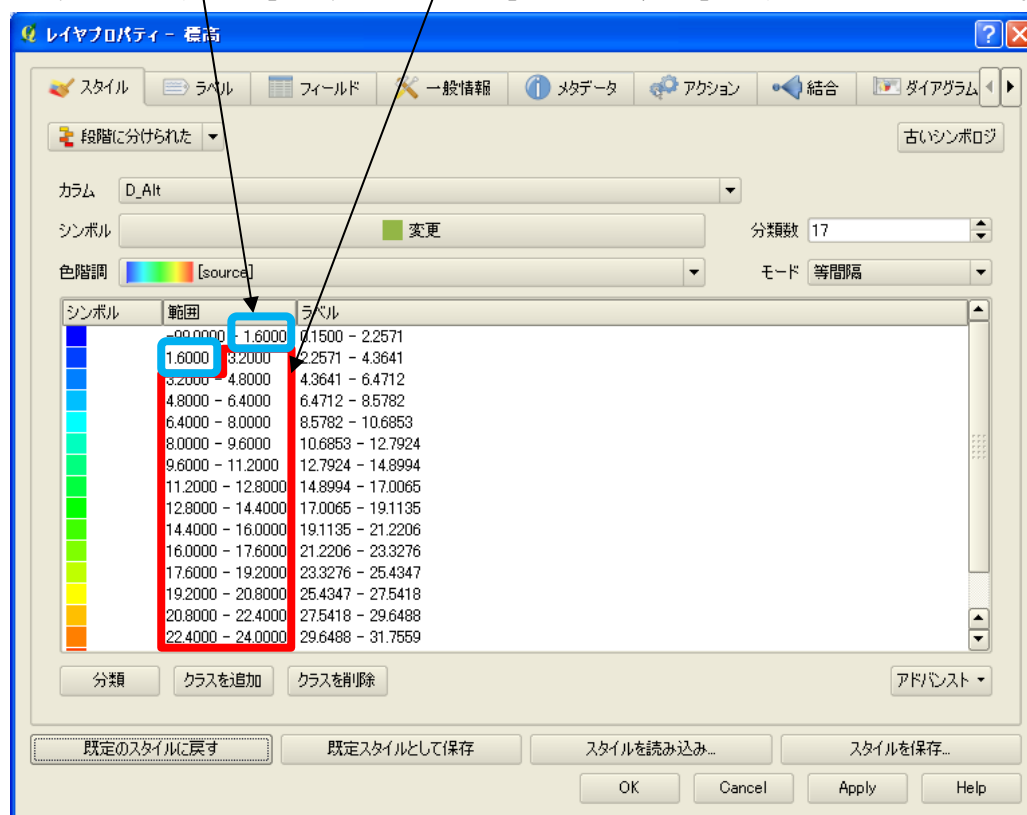 レイヤプロパティ - 標高
スタイル ラベル フィールド 一般情報 メタデータ アクション 結合 ダイアグラム
段階に分けられた 古いシンボロジ
カラム D_Alt
シンボル 変更 分類数 17
色階調 [source] モード 等間隔
シンボル 範囲 ラベル
-99.0000 - 1.6000 0.1500 - 2.2571
1.6000 3.2000 2.2571 - 4.3641
3.2000 - 4.8000 4.3641 - 6.4712
4.8000 - 6.4000 6.4712 - 8.5782
6.4000 - 8.0000 8.5782 - 10.6853
8.0000 - 9.6000 10.6853 - 12.7924
9.6000 - 11.2000 12.7924 - 14.8994
11.2000 - 12.8000 14.8994 - 17.0065
12.8000 - 14.4000 17.0065 - 19.1135
14.4000 - 16.0000 19.1135 - 21.2206
16.0000 - 17.6000 21.2206 - 23.3276
17.6000 - 19.2000 23.3276 - 25.4347
19.2000 - 20.8000 25.4347 - 27.5418
20.8000 - 22.4000 27.5418 - 29.6488
22.4000 - 24.0000 29.6488 - 31.7559
分類 クラスを追加 クラスを削除 アドバンスト
既定のスタイルに戻す 既定スタイルとして保存 スタイルを読み込み... スタイルを保存...
OK Cancel Apply Help